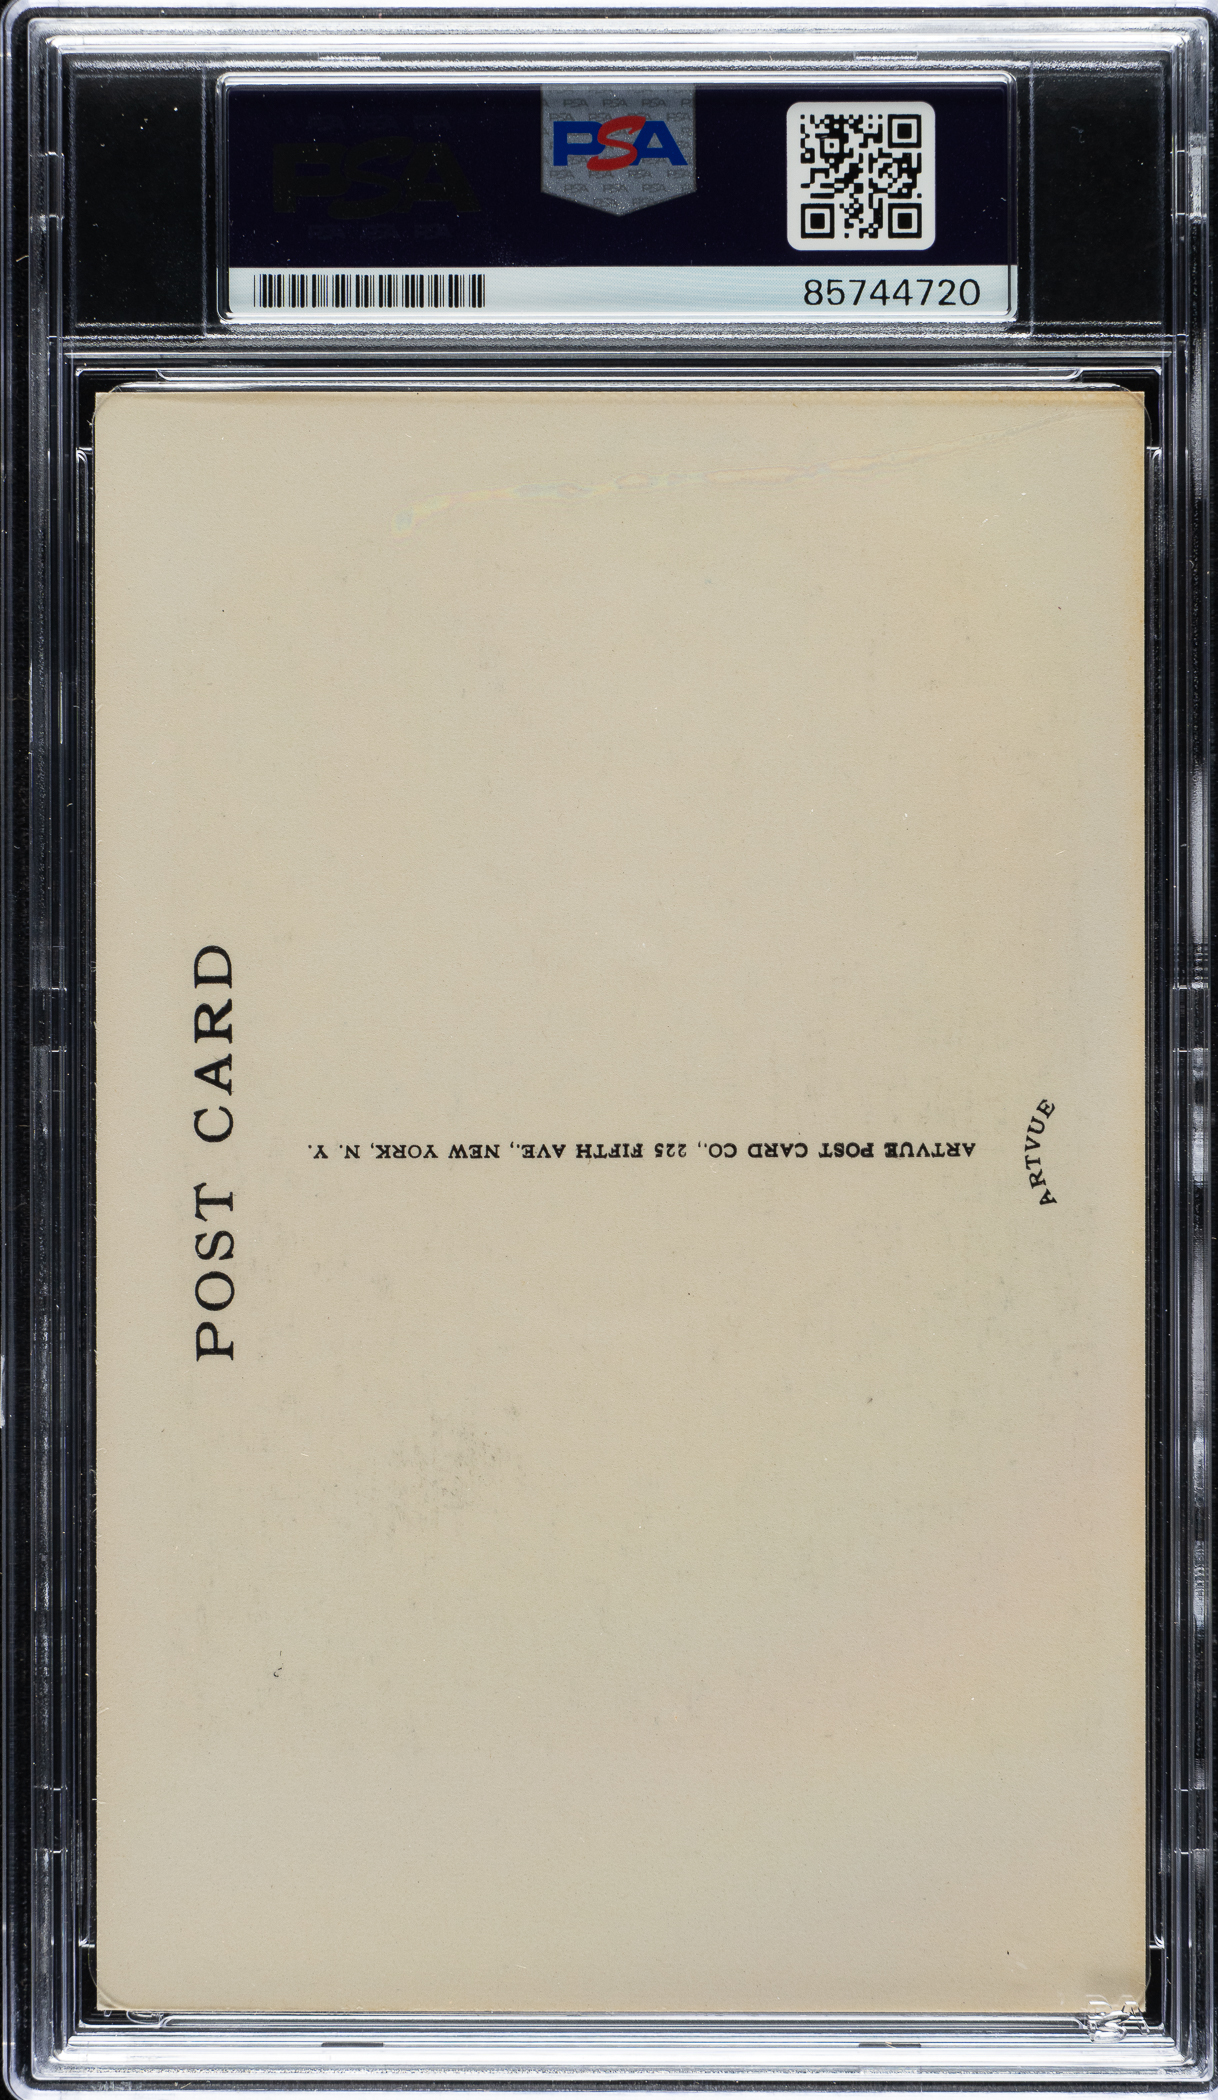 PSA
85744720
POST CARD
ARTVUE POST CARD CO., 225 FIFTH AVE., NEW YORK, N. Y.
ARTVUE